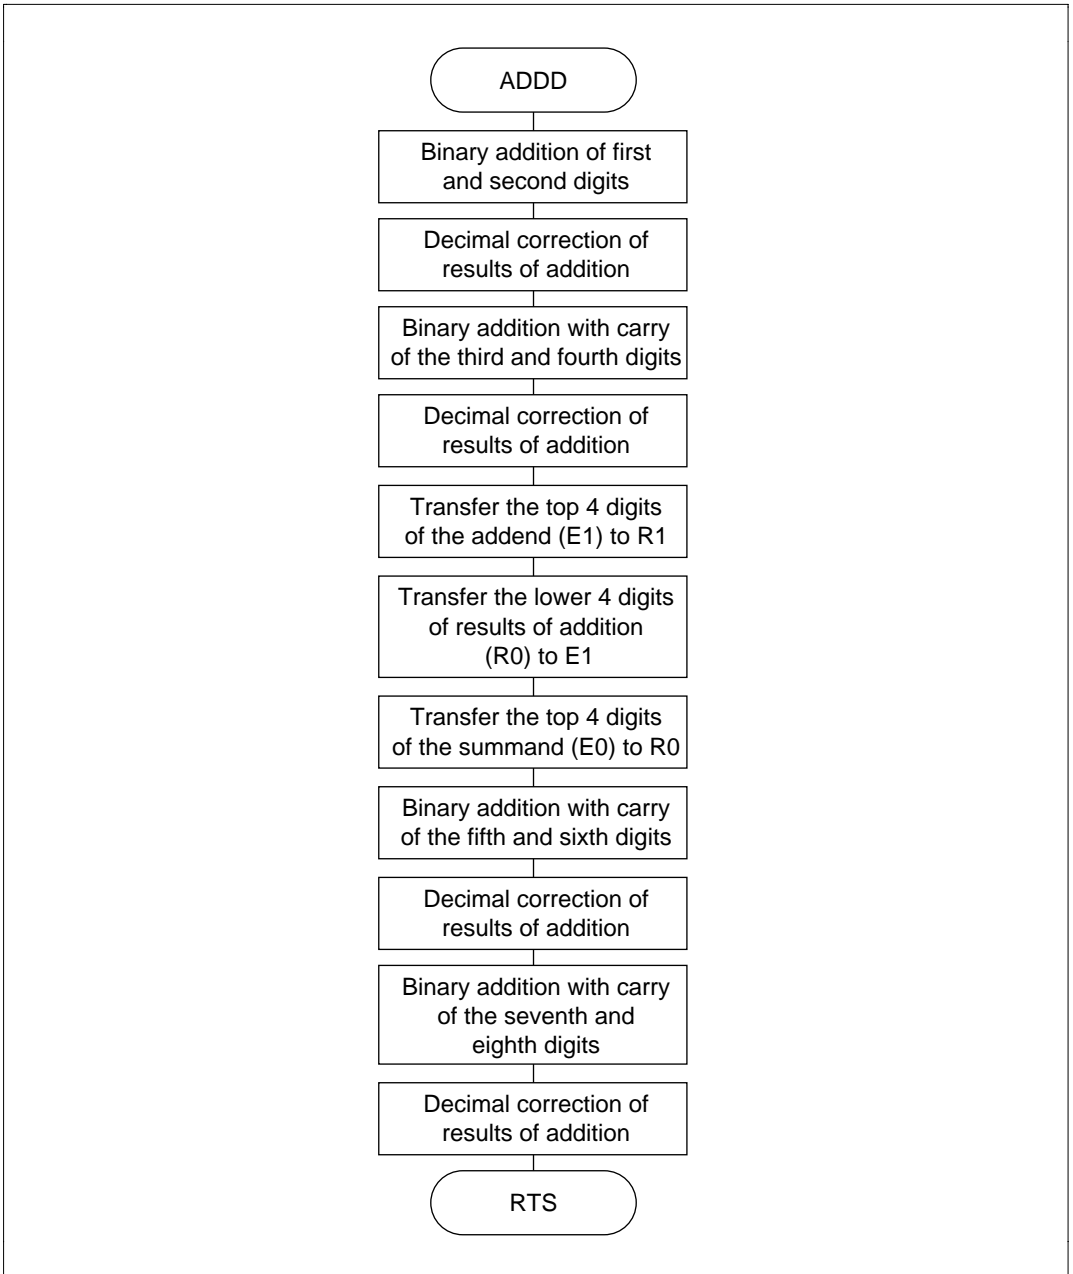 ADDD
Binary addition of first
and second digits
Decimal correction of
results of addition
Binary addition with carry
of the third and fourth digits
Decimal correction of
results of addition
Transfer the top 4 digits
of the addend (E1) to R1
Transfer the lower 4 digits
of results of addition
(R0) to E1
Transfer the top 4 digits
of the summand (E0) to R0
Binary addition with carry
of the fifth and sixth digits
Decimal correction of
results of addition
Binary addition with carry
of the seventh and
eighth digits
Decimal correction of
results of addition
RTS